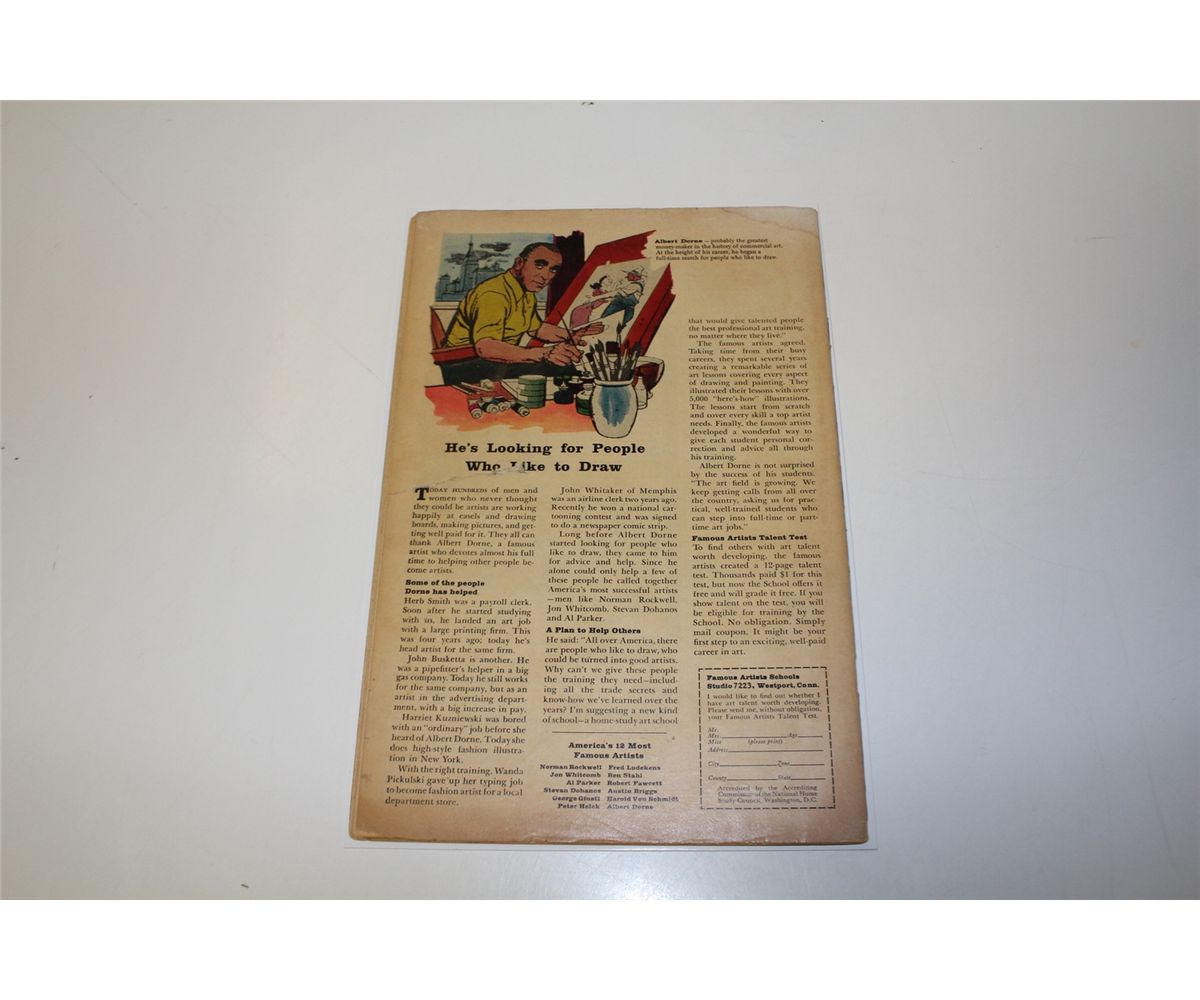 Albert Dorne — probably the greatest
money-maker in the history of commercial art.
At the height of his career, he began a
full-time search for people who like to draw.
He's Looking for People
Who Like to Draw
TODAY HUNDREDS of men and
women who never thought
they could be artists are working
happily at easels and drawing
boards, making pictures, and get-
ting well paid for it. They all can
thank Albert Dorne, a famous
artist who devotes almost his full
time to helping other people be-
come artists.
Some of the people
Dorne has helped
Herb Smith was a payroll clerk.
Soon after he started studying
with us, he landed an art job
with a large printing firm. This
was four years ago; today he's
head artist for the same firm.
John Busketta is another. He
was a pipefitter's helper in a big
gas company. Today he still works
for the same company, but as an
artist in the advertising depart-
ment, with a big increase in pay.
Harriet Kuzniewski was bored
with an "ordinary" job before she
heard of Albert Dorne. Today she
does high-style fashion illustra-
tion in New York.
With the right training, Wanda
Pickulski gave up her typing job
to become fashion artist for a local
department store.
John Whitaker of Memphis
was an airline clerk two years ago.
Recently he won a national car-
tooning contest and was signed
to do a newspaper comic strip.
Long before Albert Dorne
started looking for people who
like to draw, they came to him
for advice and help. Since he
alone could only help a few of
these people he called together
America's most successful artists
—men like Norman Rockwell,
Jon Whitcomb, Stevan Dohanos
and Al Parker.
A Plan to Help Others
He said: "All over America, there
are people who like to draw, who
could be turned into good artists.
Why can't we give these people
the training they need—includ-
ing all the trade secrets and
know-how we've learned over the
years? I'm suggesting a new kind
of school—a home-study art school
America's 12 Most
Famous Artists
Norman Rockwell Fred Ludekens
Jon Whitcomb Ben Stahl
Al Parker Robert Fawcett
Stevan Dohanos Austin Briggs
George Giusti Harold Von Schmidt
Peter Helck Albert Dorne
that would give talented people
the best professional art training,
no matter where they live."
The famous artists agreed.
Taking time from their busy
careers, they spent several years
creating a remarkable series of
art lessons covering every aspect
of drawing and painting. They
illustrated their lessons with over
5,000 "here's-how" illustrations.
The lessons start from scratch
and cover every skill a top artist
needs. Finally, the famous artists
developed a wonderful way to
give each student personal cor-
rection and advice all through
his training.
Albert Dorne is not surprised
by the success of his students.
"The art field is growing. We
keep getting calls from all over
the country, asking us for prac-
tical, well-trained students who
can step into full-time or part-
time art jobs."
Famous Artists Talent Test
To find others with art talent
worth developing, the famous
artists created a 12-page talent
test. Thousands paid $1 for this
test, but now the School offers it
free and will grade it free. If you
show talent on the test, you will
be eligible for training by the
School. No obligation. Simply
mail coupon. It might be your
first step to an exciting, well-paid
career in art.
Famous Artists Schools
Studio 7223, Westport, Conn.
I would like to find out whether I
have art talent worth developing.
Please send me, without obligation,
your Famous Artists Talent Test.
Mr.
Mrs. Age
Miss (please print)
Address
City Zone
County State
Accredited by the Accrediting
Commission of the National Home
Study Council, Washington, D.C.